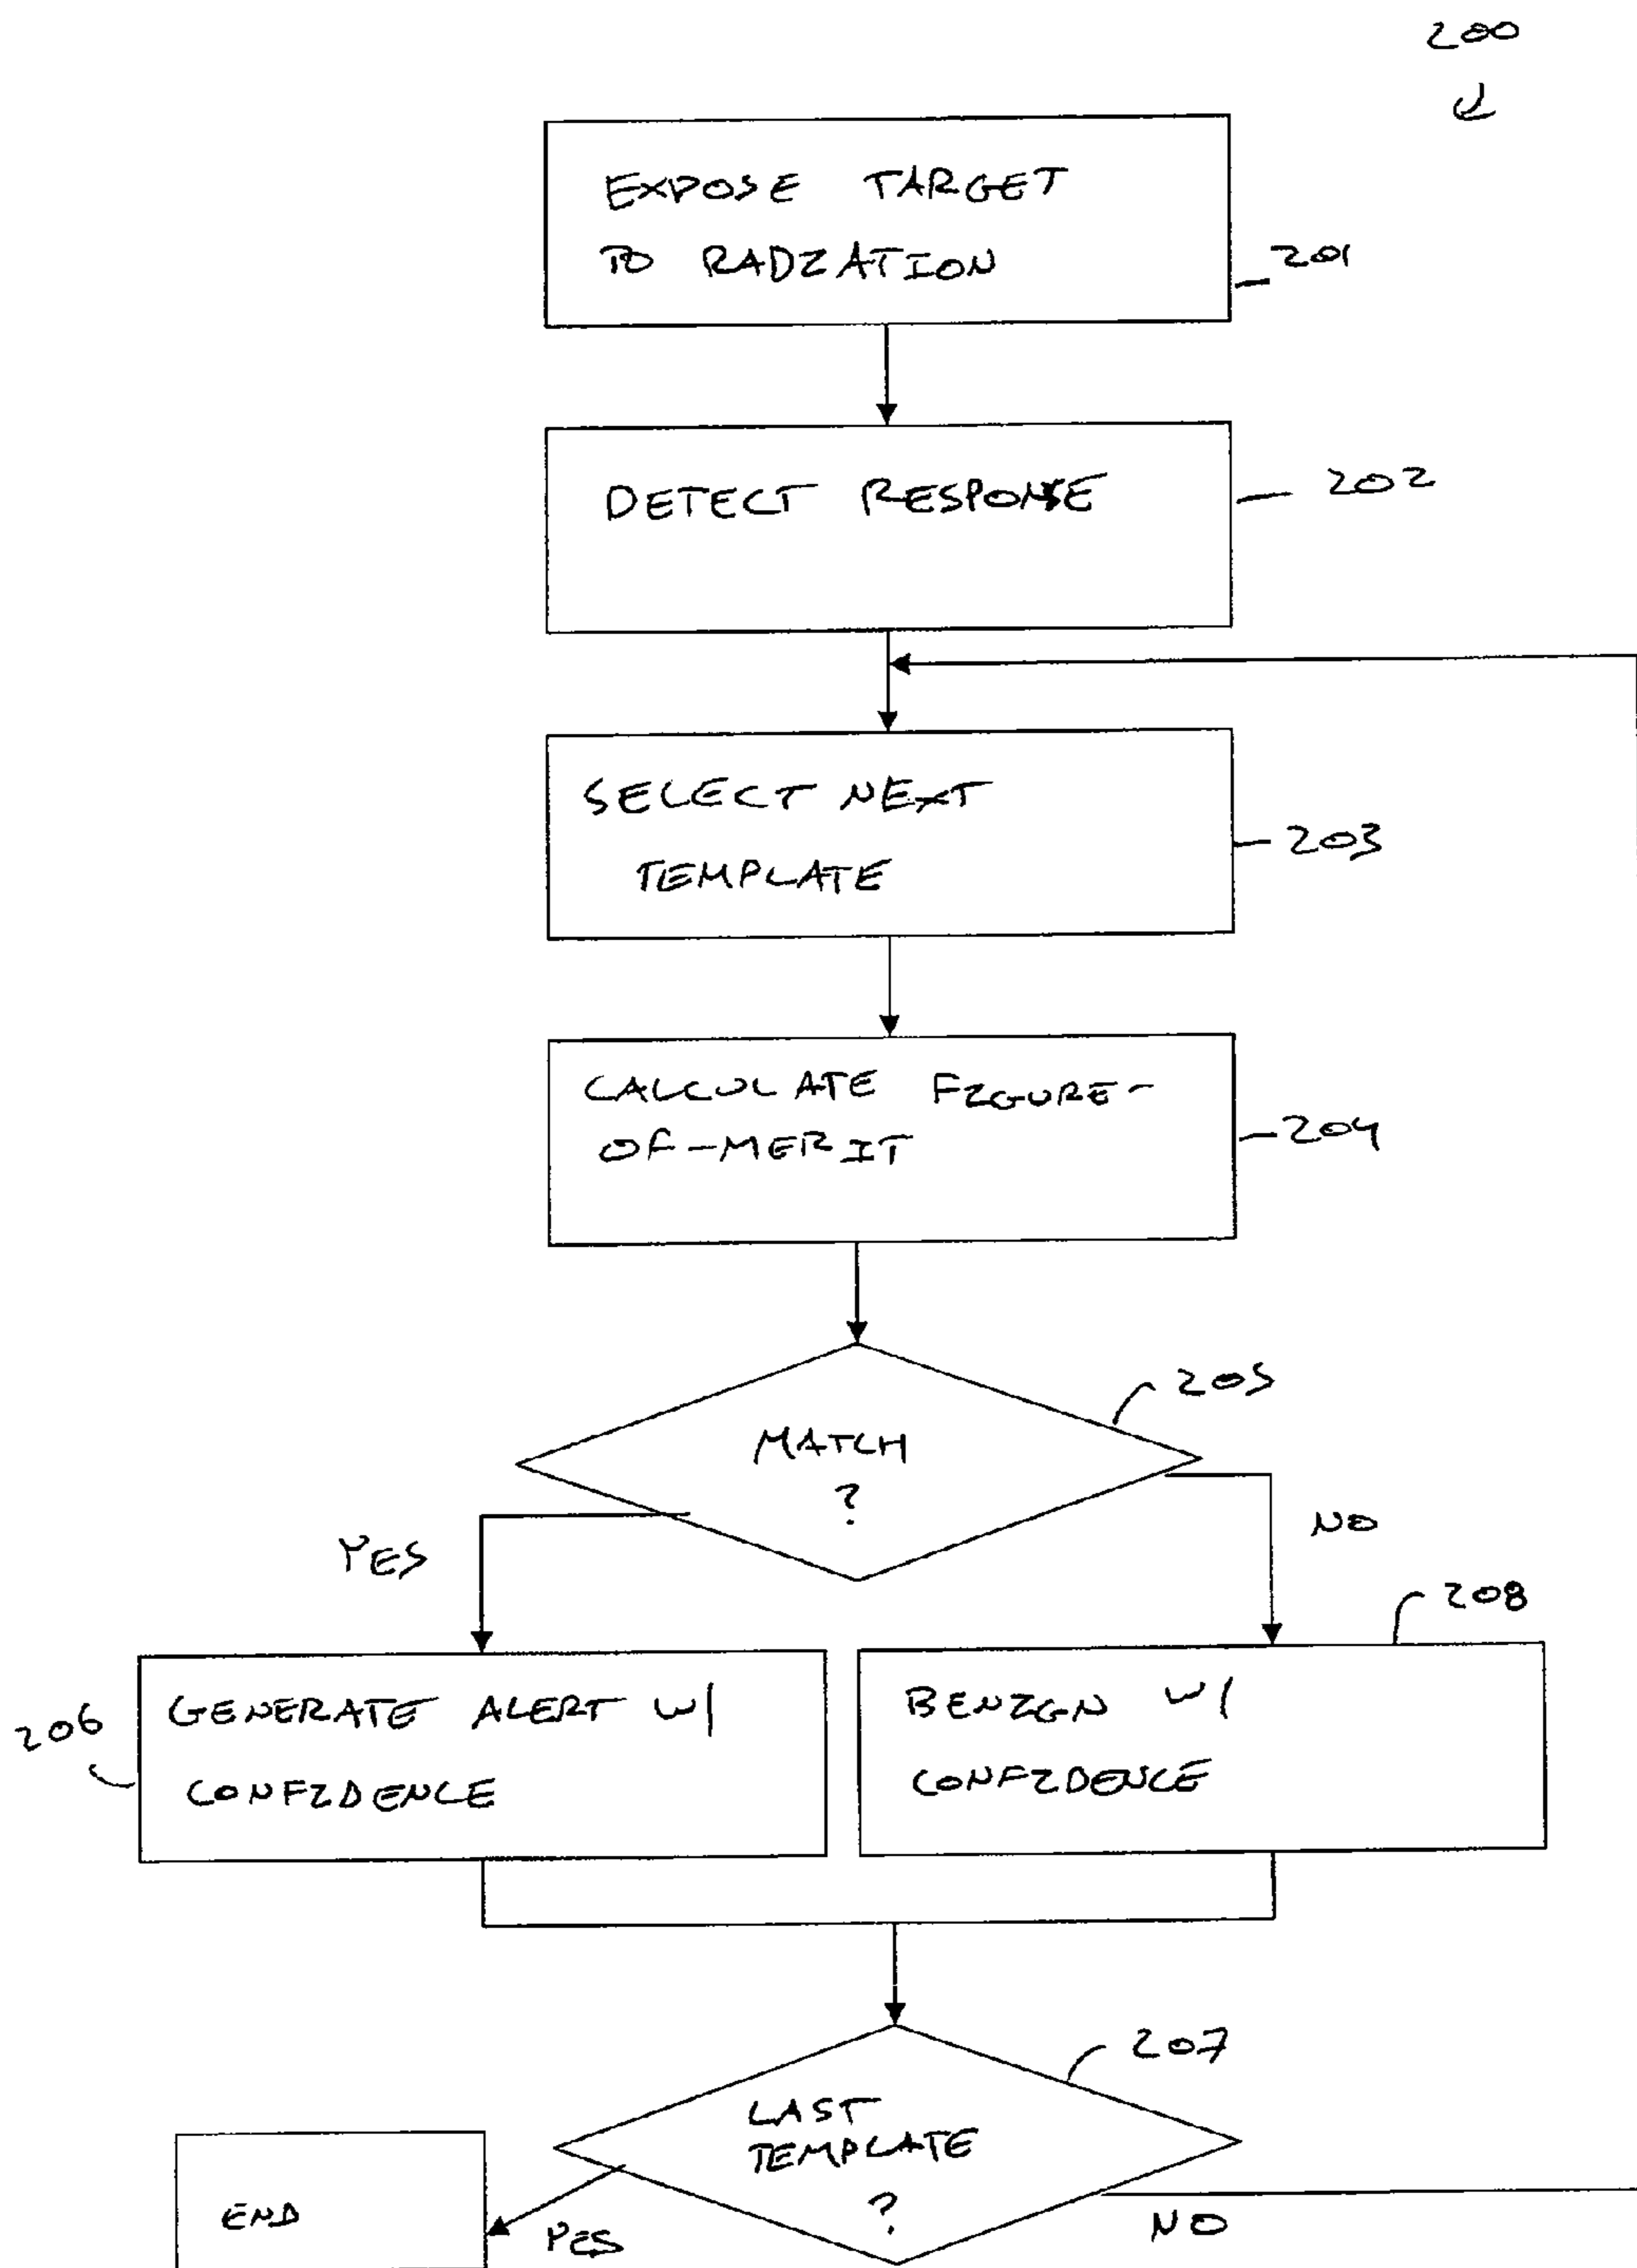 200
EXPOSE TARGET
TO RADIATION
201
DETECT RESPONSE
202
SELECT NEXT
TEMPLATE
203
CALCULATE FIGURE-
OF-MERIT
204
MATCH
?
205
YES
NO
208
206
GENERATE ALERT W/
CONFIDENCE
BENIGN W/
CONFIDENCE
207
LAST
TEMPLATE
?
END
YES
NO